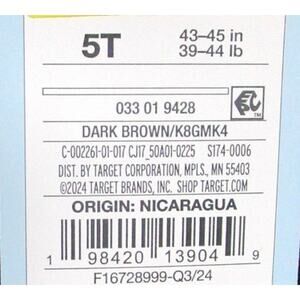 5T
43–45 in
39–44 lb
033 01 9428
DARK BROWN/K8GMK4
C-002261-01-017 CJ17_50A01-0225 S174-0006
DIST. BY TARGET CORPORATION, MPLS., MN 55403
©2024 TARGET BRANDS, INC. SHOP TARGET.COM
ORIGIN: NICARAGUA
1 98420 13904 9
F16728999-Q3/24